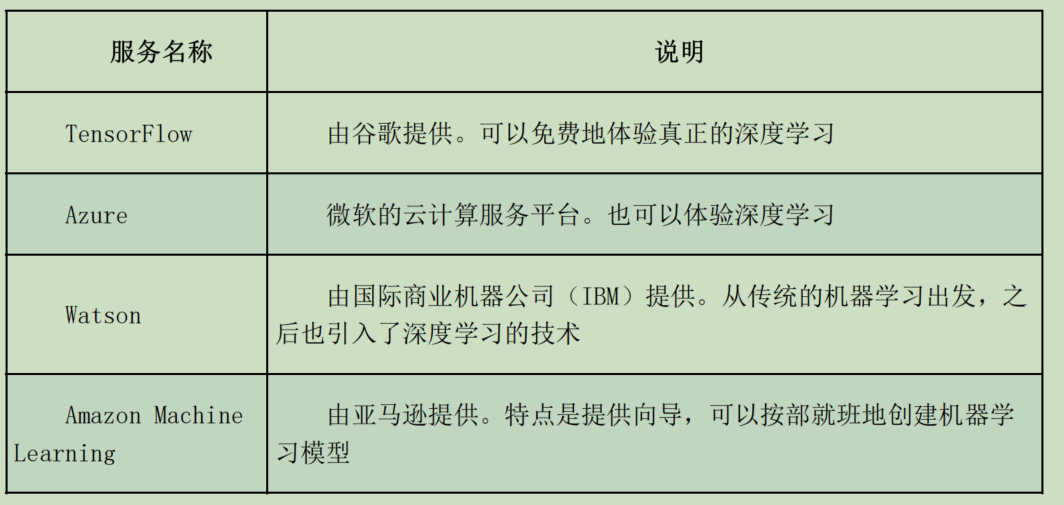 服务名称
说明
TensorFlow
由谷歌提供。可以免费地体验真正的深度学习
Azure
微软的云计算服务平台。也可以体验深度学习
Watson
由国际商业机器公司（IBM）提供。从传统的机器学习出发，之
后也引入了深度学习的技术
Amazon Machine
Learning
由亚马逊提供。特点是提供向导，可以按部就班地创建机器学
习模型